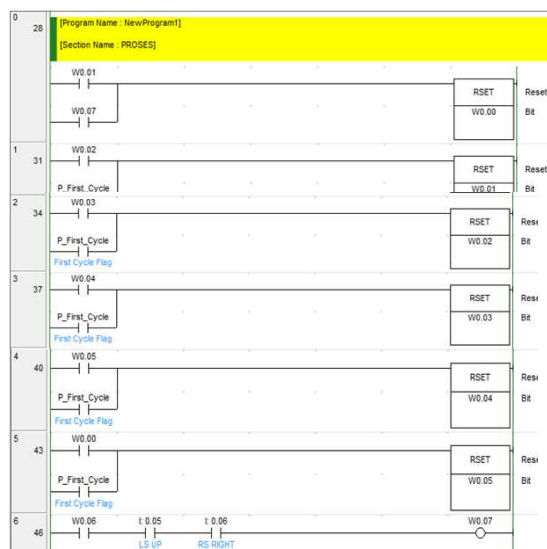 0
28
[Program Name : NewProgram1]
[Section Name : PROSES]
W0.01
W0.07
RSET
W0.00
Reset
Bit
1
31
W0.02
P_First_Cycle
RSET
W0.01
Reset
Bit
2
34
W0.03
P_First_Cycle
First Cycle Flag
RSET
W0.02
Rese
Bit
3
37
W0.04
P_First_Cycle
First Cycle Flag
RSET
W0.03
Rese
Bit
4
40
W0.05
P_First_Cycle
First Cycle Flag
RSET
W0.04
Rese
Bit
5
43
W0.00
P_First_Cycle
First Cycle Flag
RSET
W0.05
Rese
Bit
6
46
W0.06
I: 0.05
I: 0.06
W0.07
LS UP
RS RIGHT